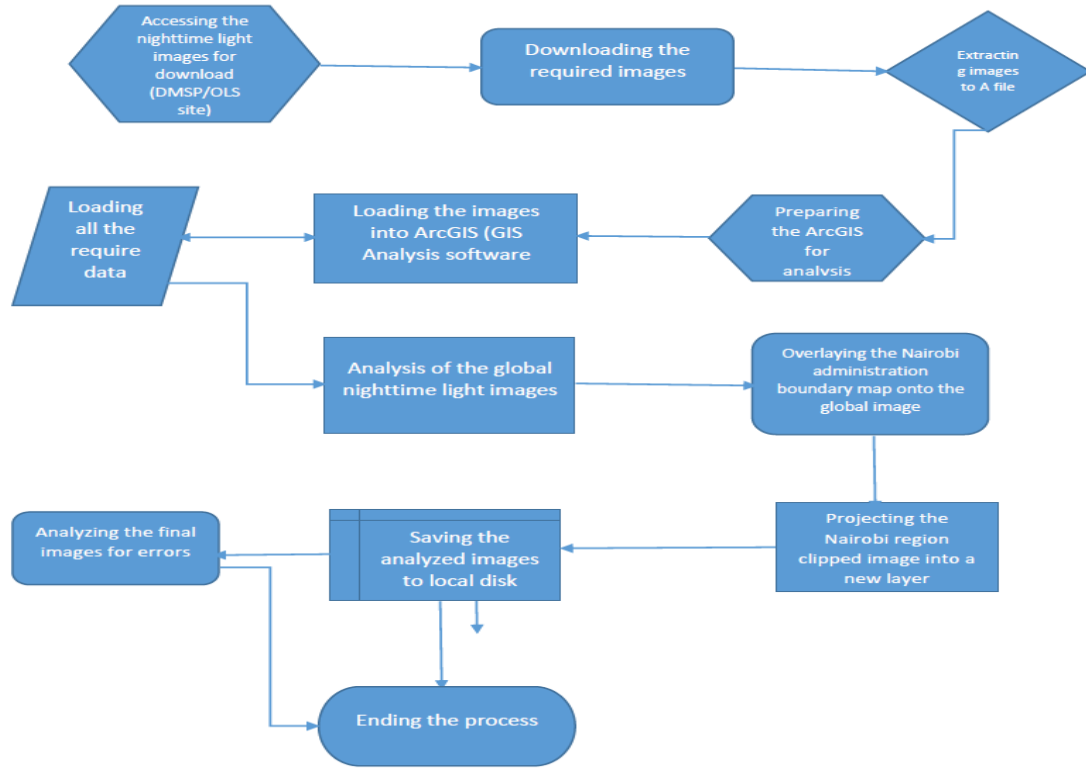 Accessing the
nighttime light
images for
download
(DMSP/OLS
site)
Downloading the
required images
Extractin
g images
to A file
Loading
all the
require
data
Loading the images
into ArcGIS (GIS
Analysis software
Preparing
the ArcGIS
for
analysis
Analysis of the global
nighttime light images
Overlaying the Nairobi
administration
boundary map onto the
global image
Analyzing the final
images for errors
Saving the
analyzed images
to local disk
Projecting the
Nairobi region
clipped image into a
new layer
Ending the process